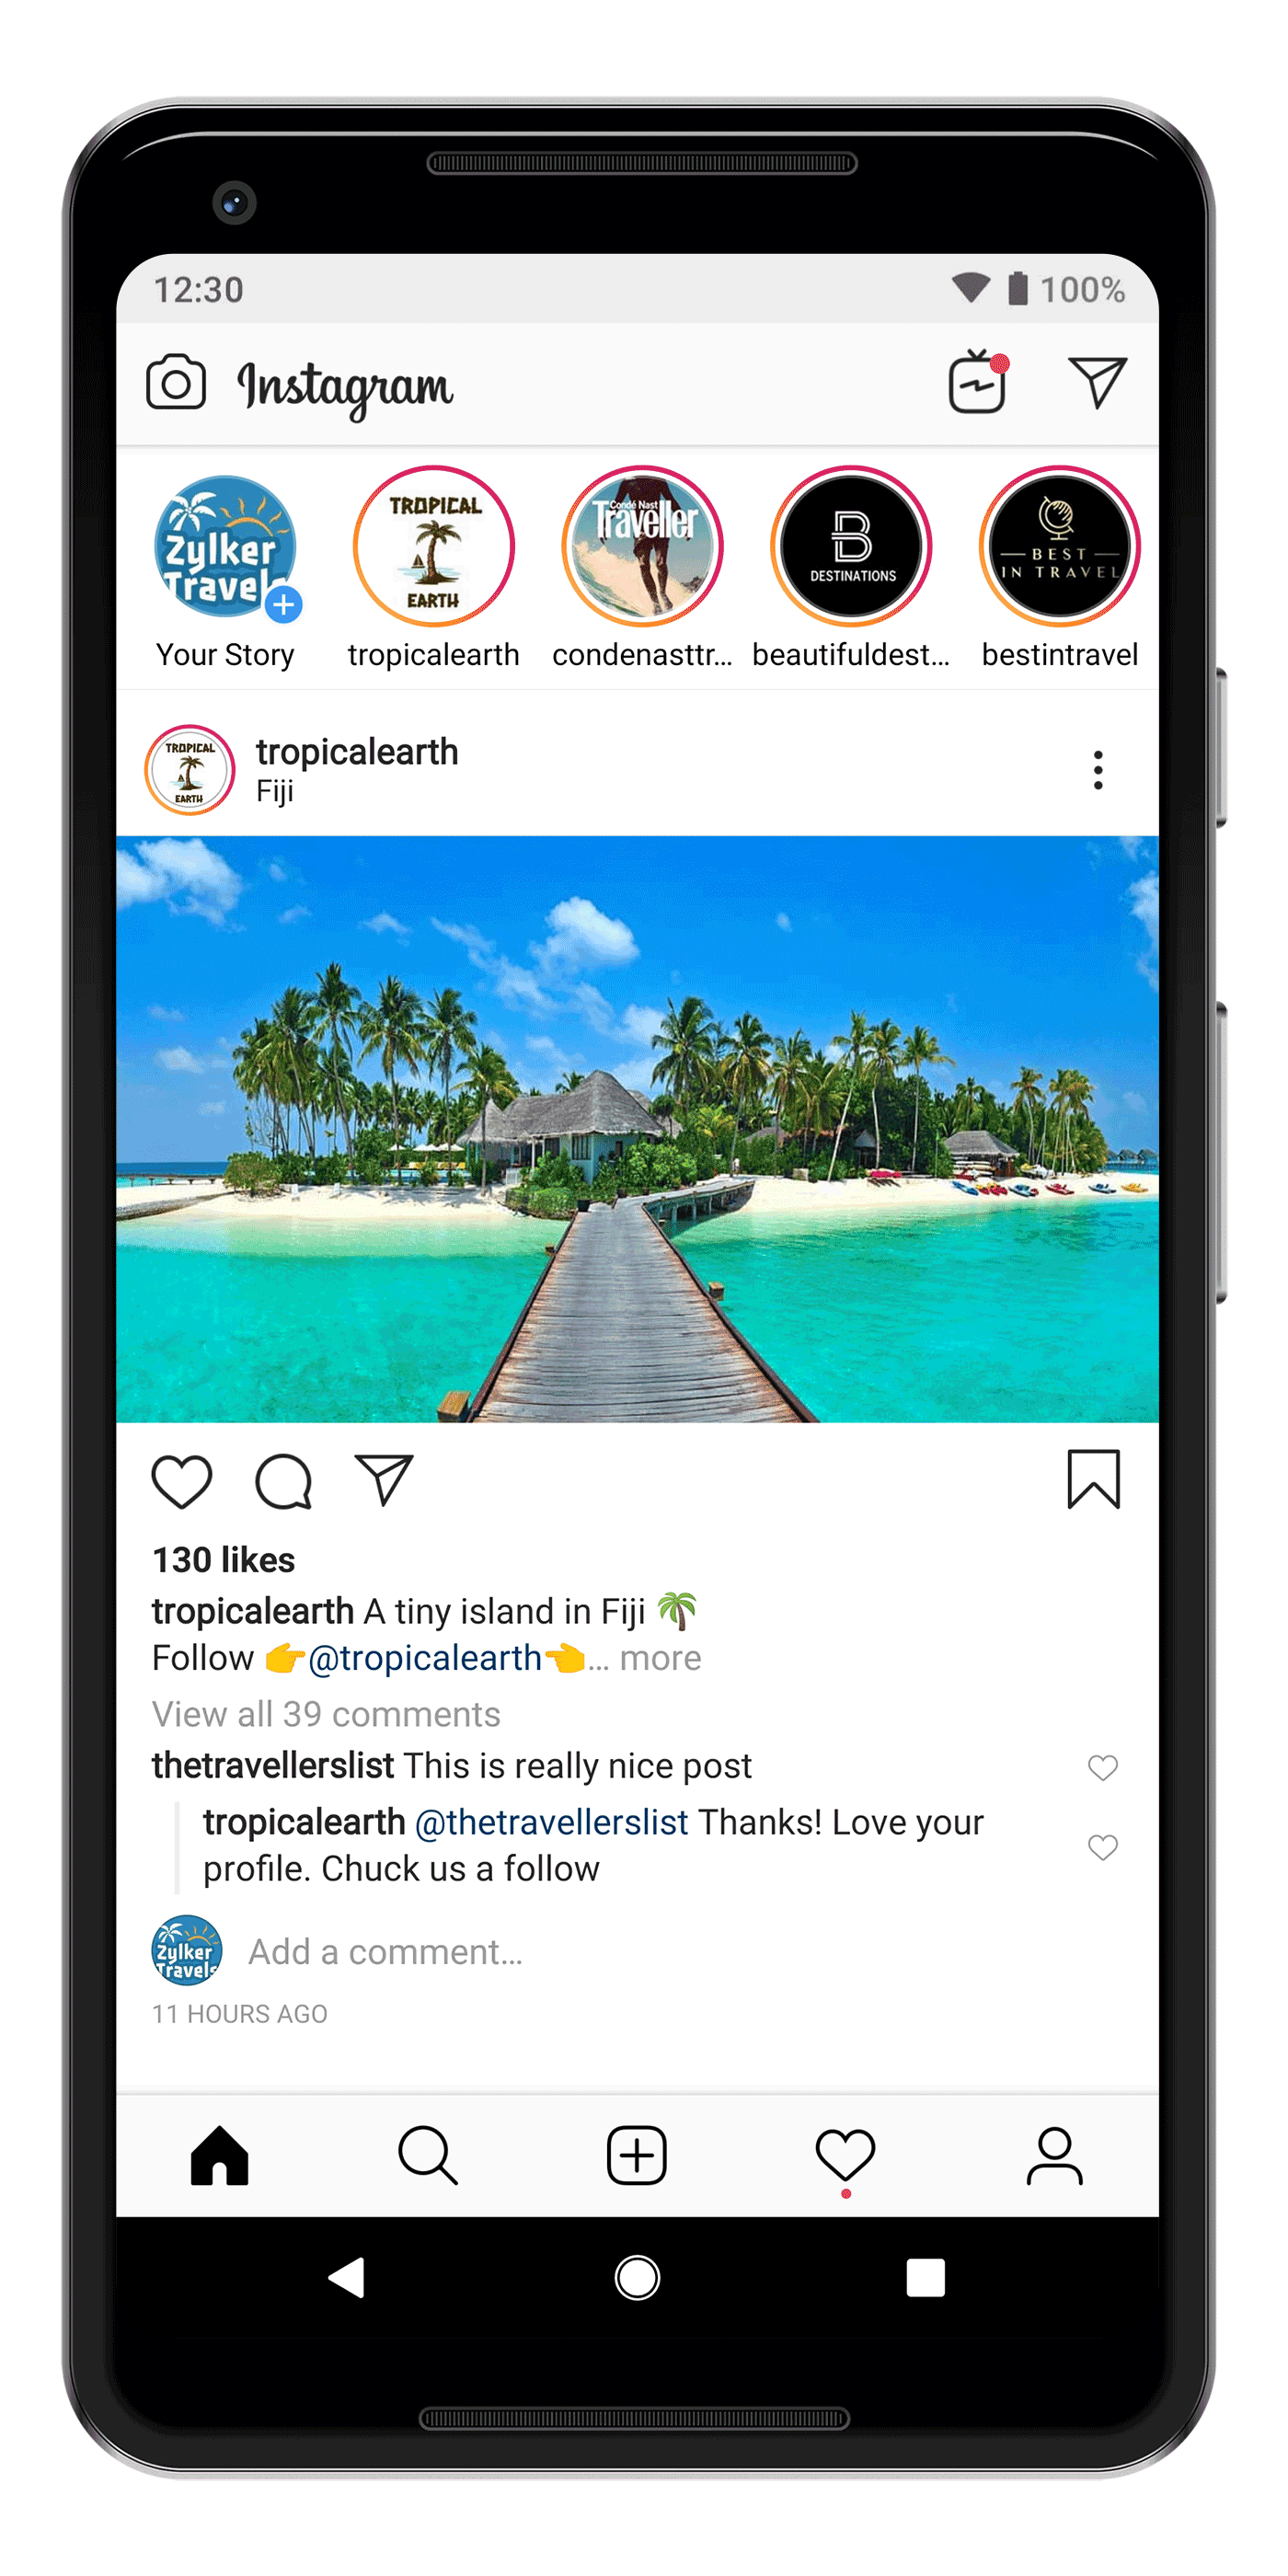 12:30 100%
Instagram
Zylker
Travels
TROPICAL
EARTH
Condé Nast
Traveller
B
DESTINATIONS
BEST
IN TRAVEL
Your Story tropicalearth condenasttr... beautifuldest... bestintravel
TROPICAL
EARTH
tropicalearth
Fiji
130 likes
tropicalearth A tiny island in Fiji 🌴
Follow 👉@tropicalearth👈... more
View all 39 comments
thetravellerslist This is really nice post
tropicalearth @thetravellerslist Thanks! Love your
profile. Chuck us a follow
Zylker
Travels
Add a comment...
11 HOURS AGO